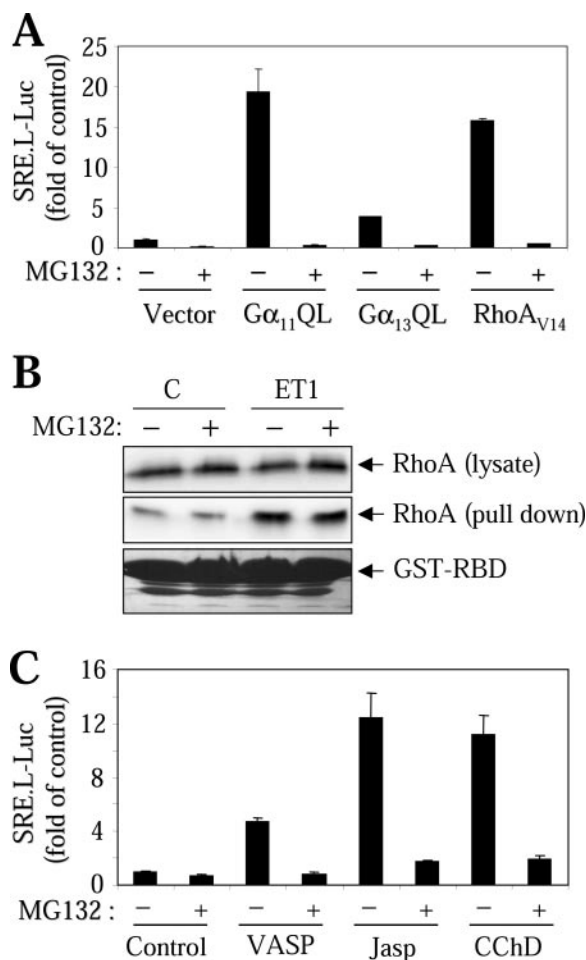 A
SRE.L-Luc
(fold of control)
25
20
15
10
5
0
MG132 : − + − + − + − +
Vector Gα₁₁QL Gα₁₃QL RhoA_V14
B
C ET1
MG132: − + − +
RhoA (lysate)
RhoA (pull down)
GST-RBD
C
SRE.L-Luc
(fold of control)
16
12
8
4
0
MG132 : − + − + − + − +
Control VASP Jasp CChD